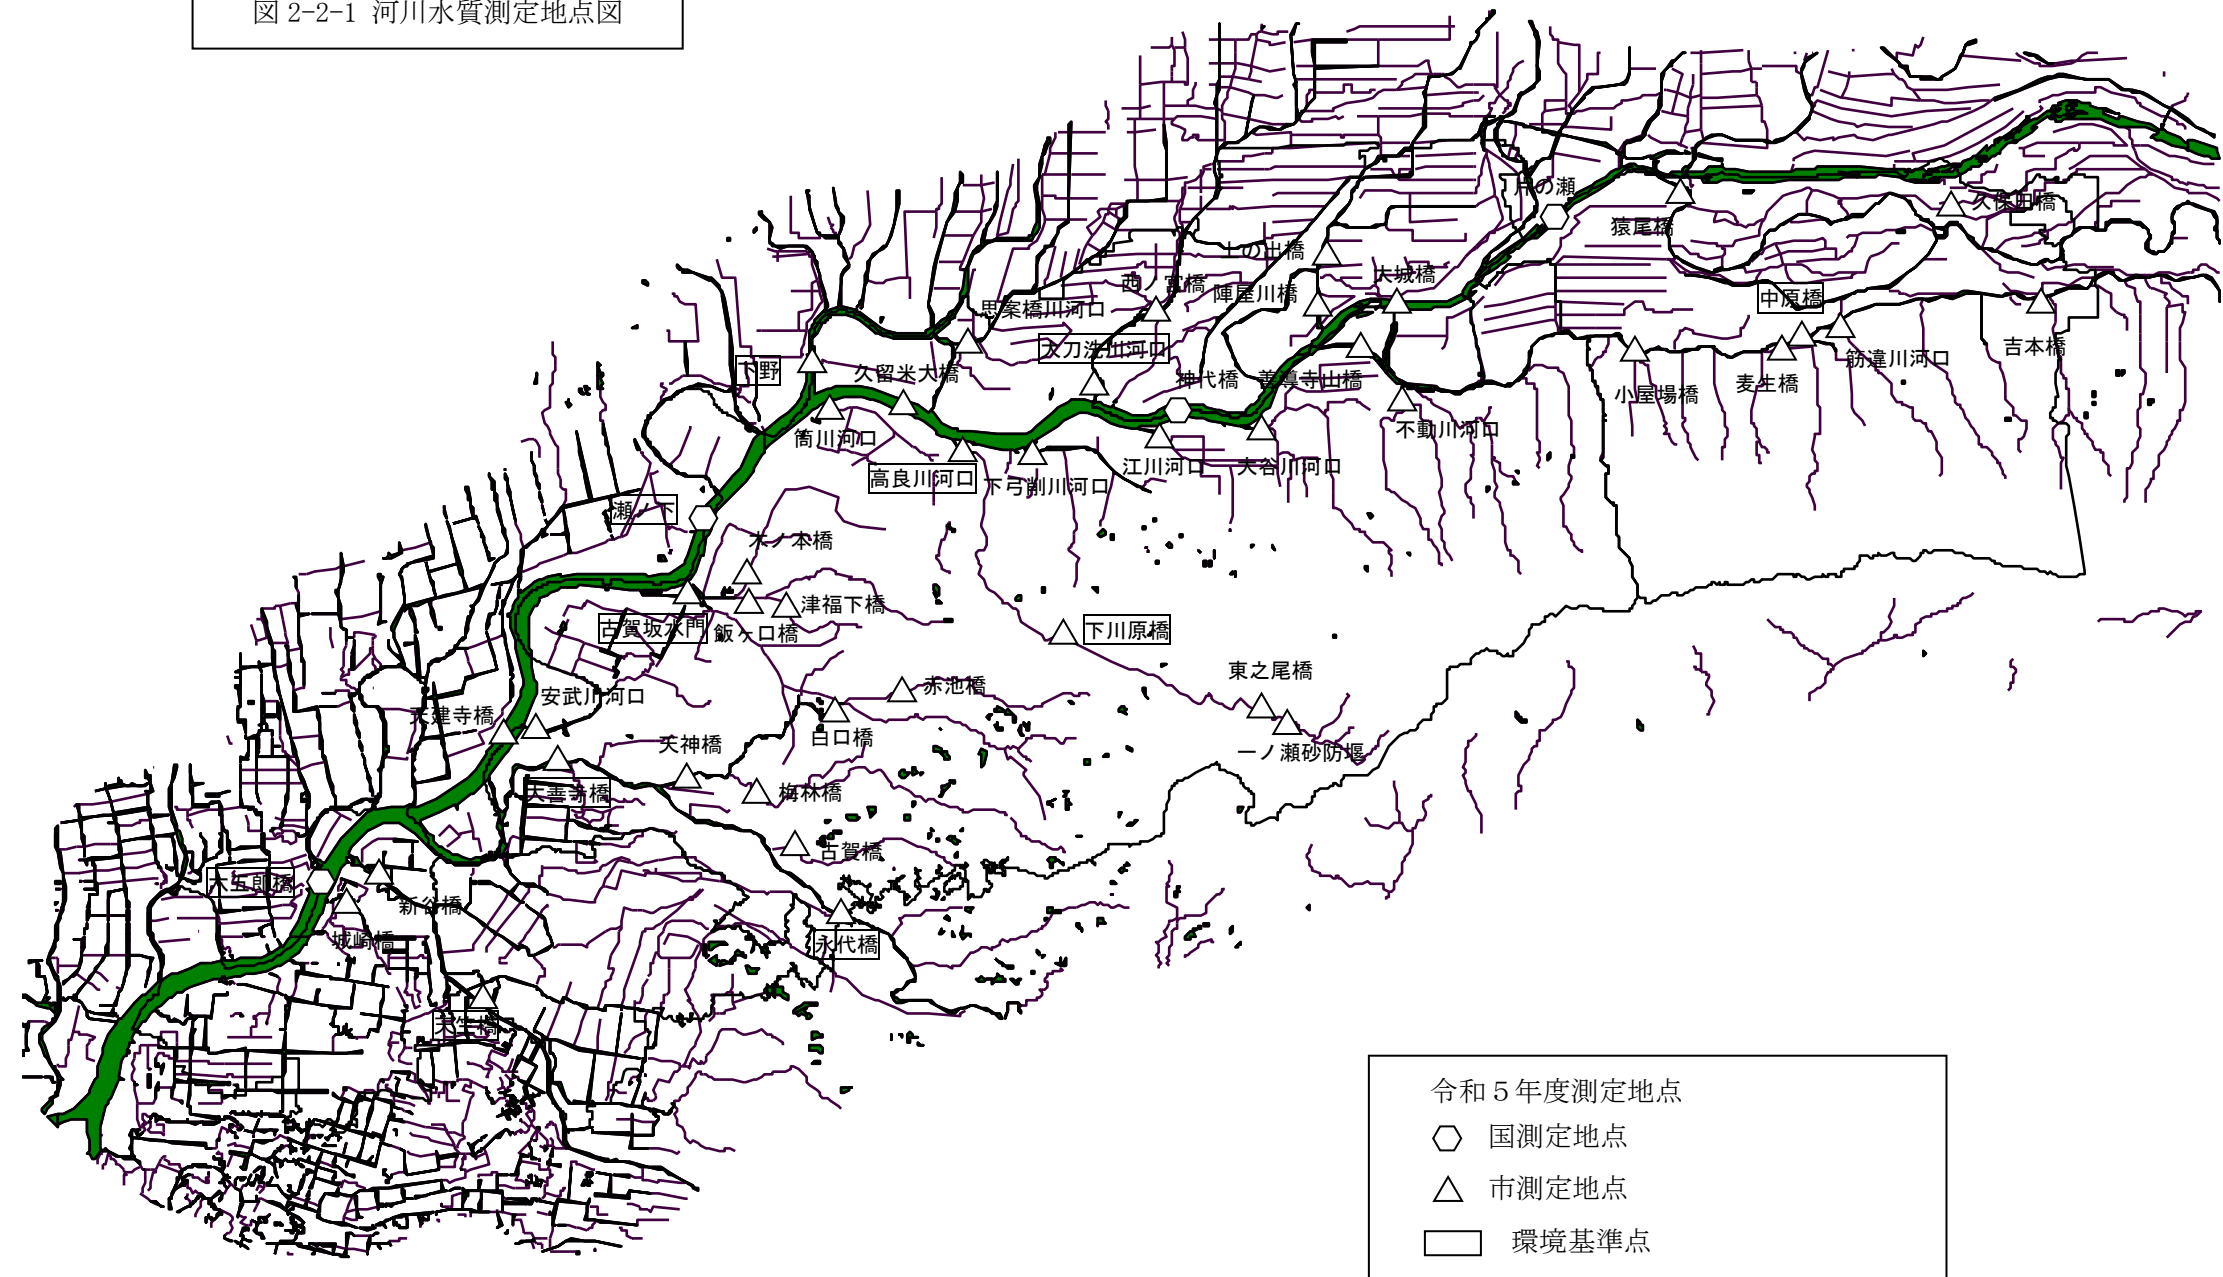 図 2-2-1 河川水質測定地点図
片の瀬
久保田橋
猿尾橋
上の出橋
大城橋
西ノ宮橋
陣屋川橋
中原橋
思案橋川河口
太刀洗川河口
吉本橋
筋違川河口
下野
久留米大橋
神代橋
善導寺山橋
麦生橋
小屋場橋
筒川河口
不動川河口
高良川河口
下弓削川河口
江川河口
大谷川河口
瀬ノ下
木ノ本橋
津福下橋
古賀坂水門
飯ヶ口橋
下川原橋
東之尾橋
安武川河口
赤池橋
天建寺橋
白口橋
天神橋
一ノ瀬砂防堰
大善寺橋
梅林橋
古賀橋
六五郎橋
新谷橋
城崎橋
永代橋
天竺橋
令和５年度測定地点
国測定地点
市測定地点
環境基準点